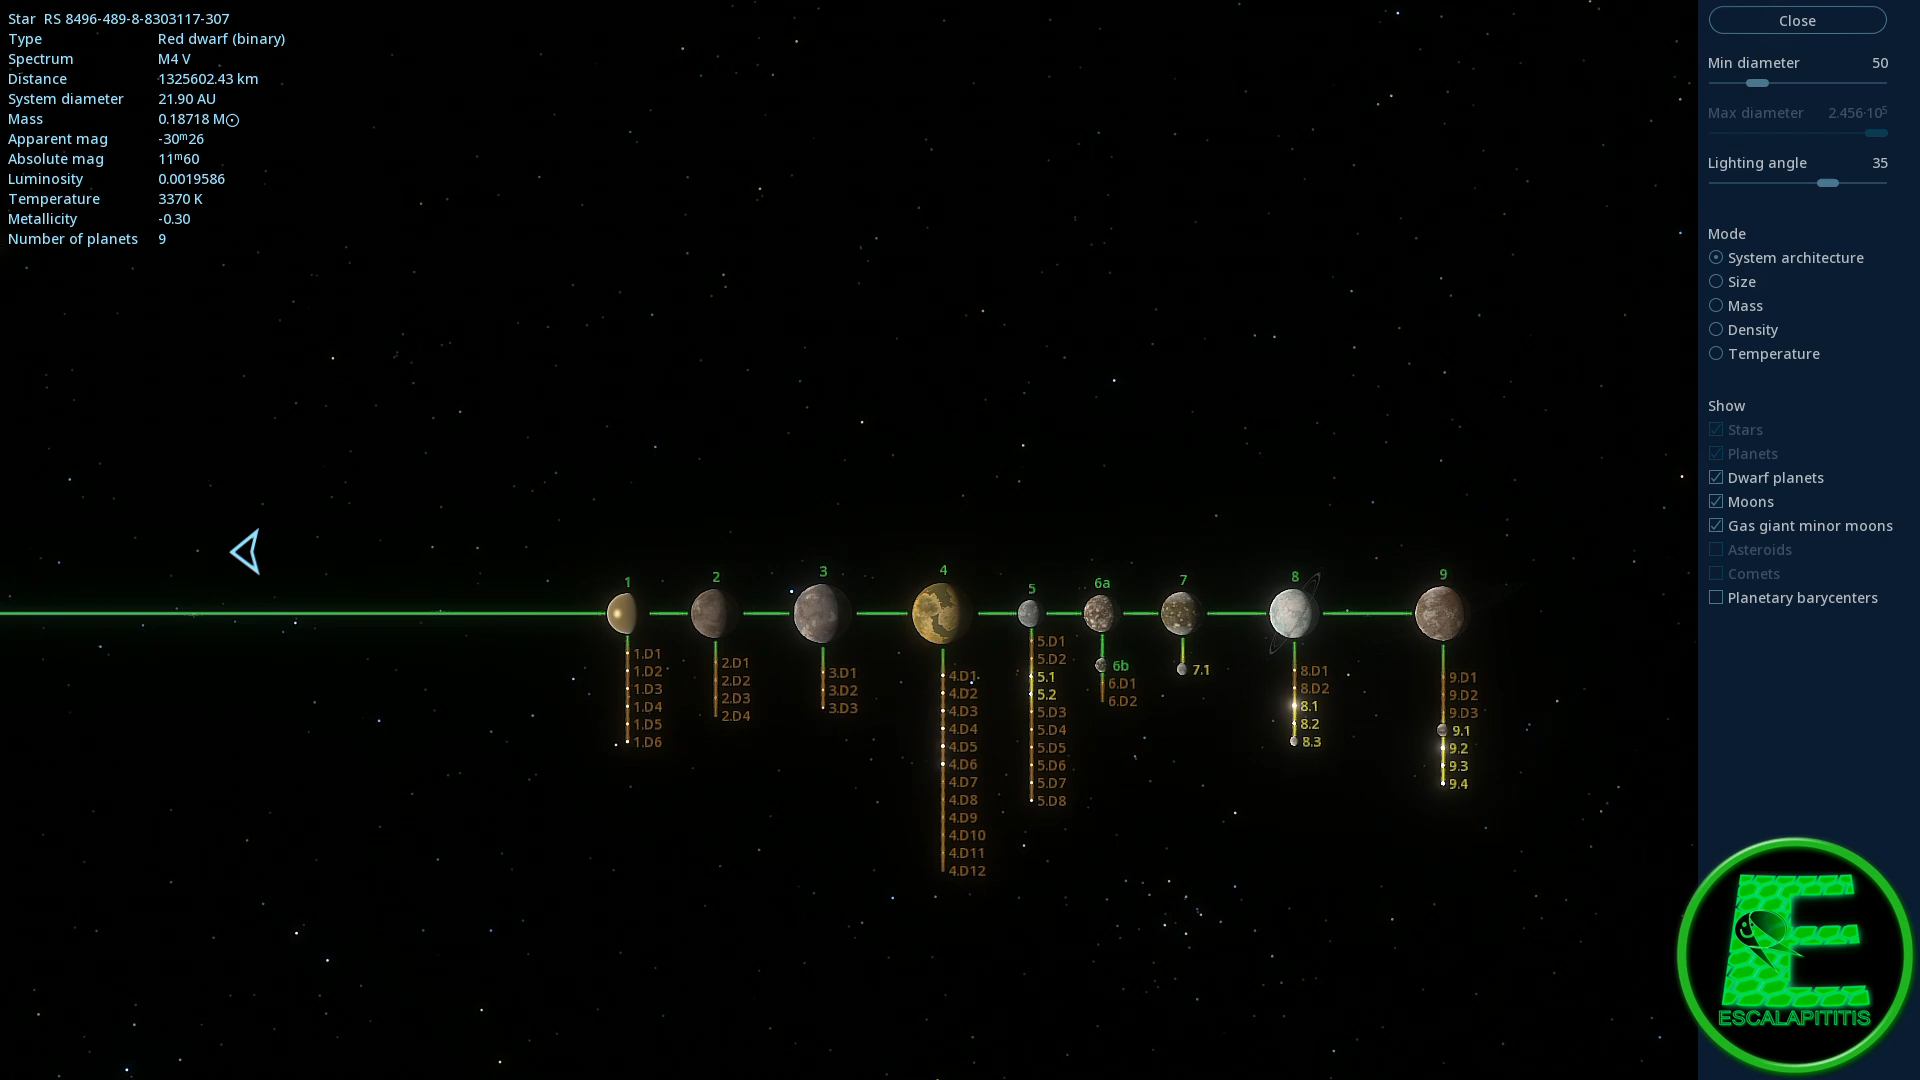 Star RS 8496-489-8-8303117-307
Type Red dwarf (binary)
Spectrum M4 V
Distance 1325602.43 km
System diameter 21.90 AU
Mass 0.18718 M☉
Apparent mag -30ᵐ26
Absolute mag 11ᵐ60
Luminosity 0.0019586
Temperature 3370 K
Metallicity -0.30
Number of planets 9
1
1.D1
1.D2
1.D3
1.D4
1.D5
1.D6
2
2.D1
2.D2
2.D3
2.D4
3
3.D1
3.D2
3.D3
4
4.D1
4.D2
4.D3
4.D4
4.D5
4.D6
4.D7
4.D8
4.D9
4.D10
4.D11
4.D12
5
5.D1
5.D2
5.1
5.2
5.D3
5.D4
5.D5
5.D6
5.D7
5.D8
6a
6b
6.D1
6.D2
7
7.1
8
8.D1
8.D2
8.1
8.2
8.3
9
9.D1
9.D2
9.D3
9.1
9.2
9.3
9.4
Close
Min diameter 50
Max diameter 2.456·10⁵
Lighting angle 35
Mode
System architecture
Size
Mass
Density
Temperature
Show
Stars
Planets
Dwarf planets
Moons
Gas giant minor moons
Asteroids
Comets
Planetary barycenters
E
ESCALAPITITIS